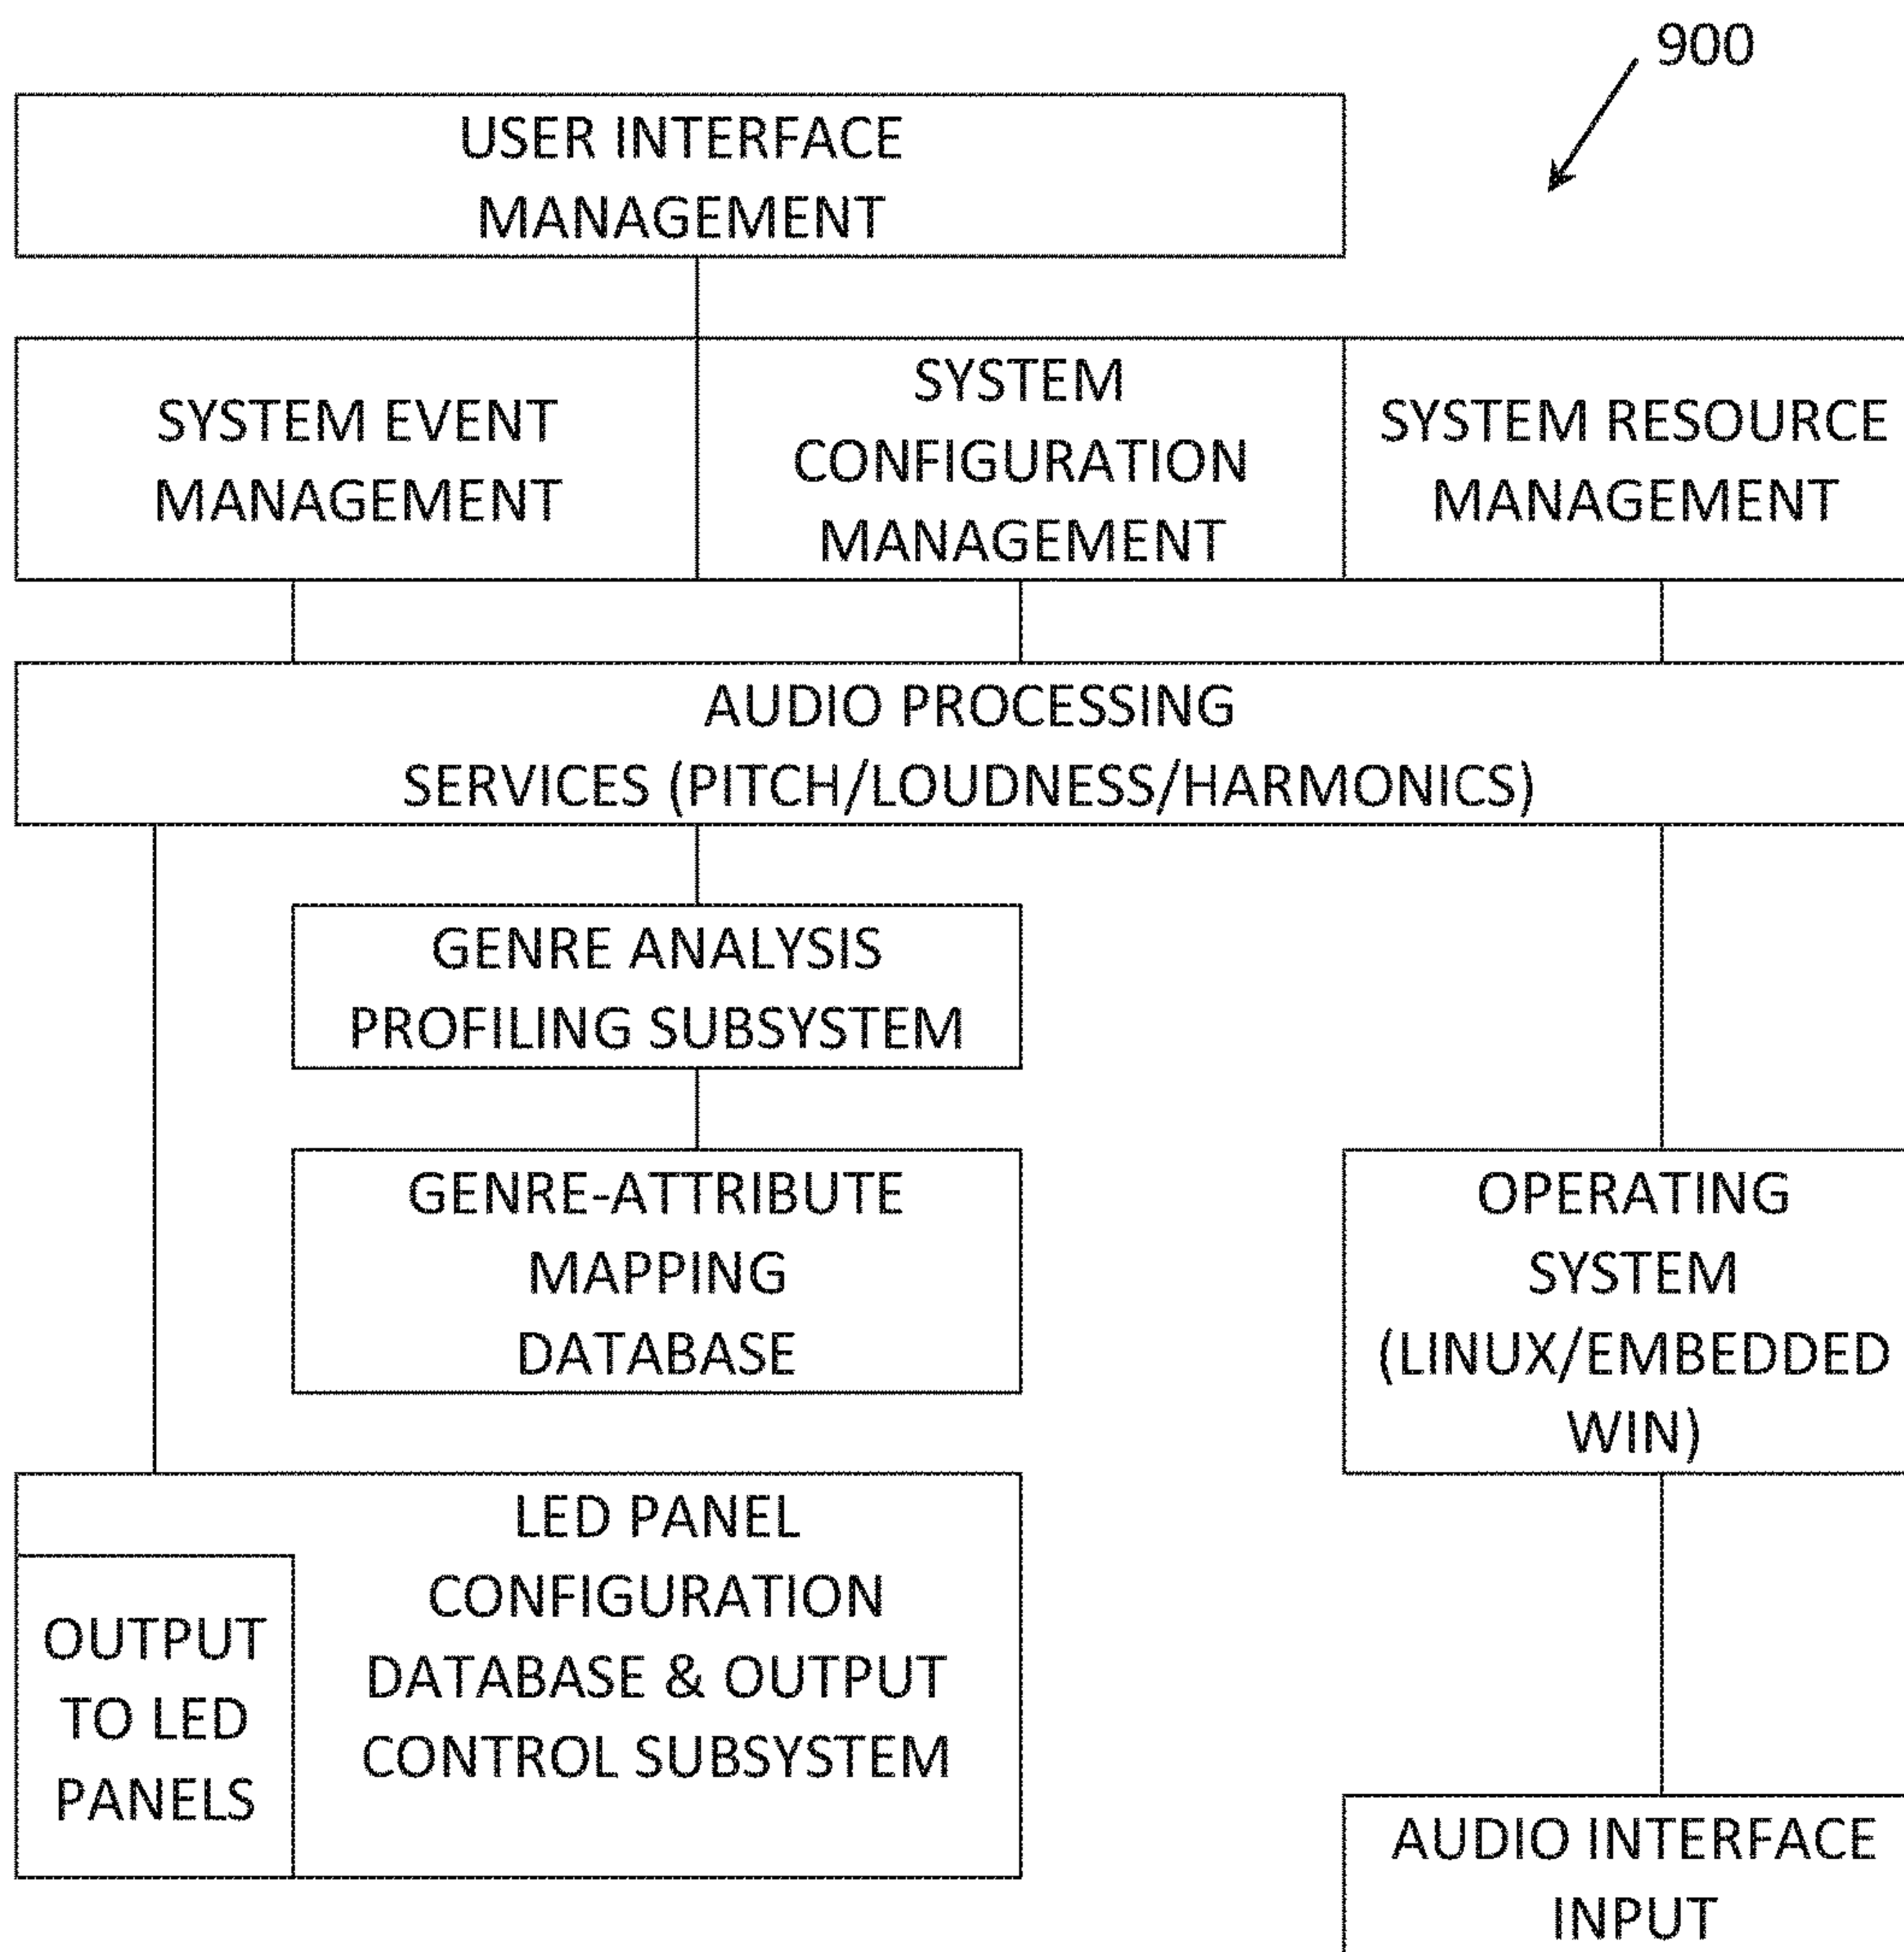 900
USER INTERFACE
MANAGEMENT
SYSTEM EVENT
MANAGEMENT
SYSTEM
CONFIGURATION
MANAGEMENT
SYSTEM RESOURCE
MANAGEMENT
AUDIO PROCESSING
SERVICES (PITCH/LOUDNESS/HARMONICS)
GENRE ANALYSIS
PROFILING SUBSYSTEM
GENRE-ATTRIBUTE
MAPPING
DATABASE
OPERATING
SYSTEM
(LINUX/EMBEDDED
WIN)
LED PANEL
CONFIGURATION
DATABASE & OUTPUT
CONTROL SUBSYSTEM
OUTPUT
TO LED
PANELS
AUDIO INTERFACE
INPUT